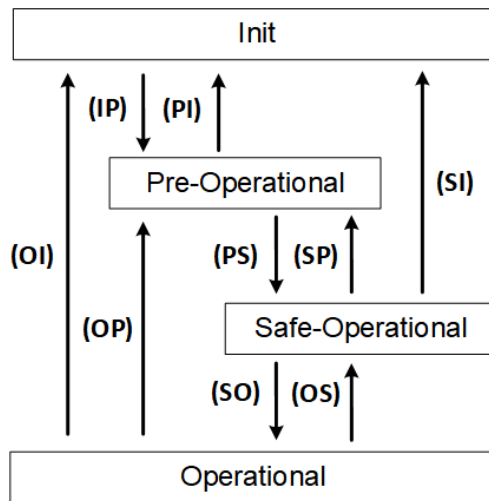 Init
(IP) (PI)
Pre-Operational
(SI)
(OI)
(PS) (SP)
(OP)
Safe-Operational
(SO) (OS)
Operational